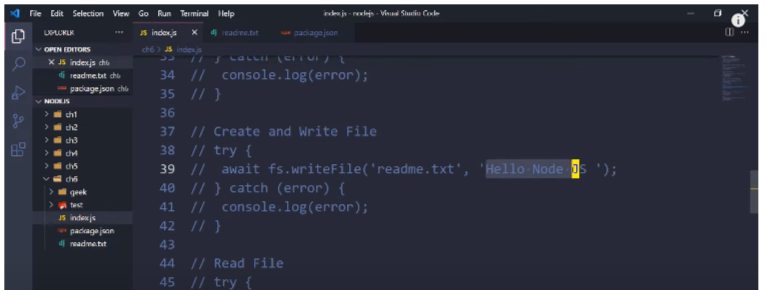 File Edit Selection View Go Run Terminal Help
index.js - nodejs - Visual Studio Code
EXPLORER
OPEN EDITORS
JS index.js ch6
readme.txt ch6
package.json ch6
NODEJS
ch1
ch2
ch3
ch4
ch5
ch6
geek
test
JS index.js
package.json
readme.txt
JS index.js
readme.txt
package.json
ch6 > JS index.js
33 // } catch (error) {
34 //   console.log(error);
35 // }
36
37 // Create and Write File
38 // try {
39 //   await fs.writeFile('readme.txt', 'Hello Node JS ');
40 // } catch (error) {
41 //   console.log(error);
42 // }
43
44 // Read File
45 // try {